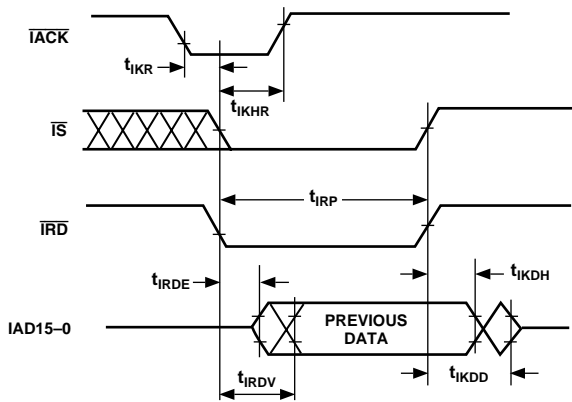 IACK
tIKR
tIKHR
IS
tIRP
IRD
tIRDE
tIKDH
IAD15–0
PREVIOUS
DATA
tIKDD
tIRDV